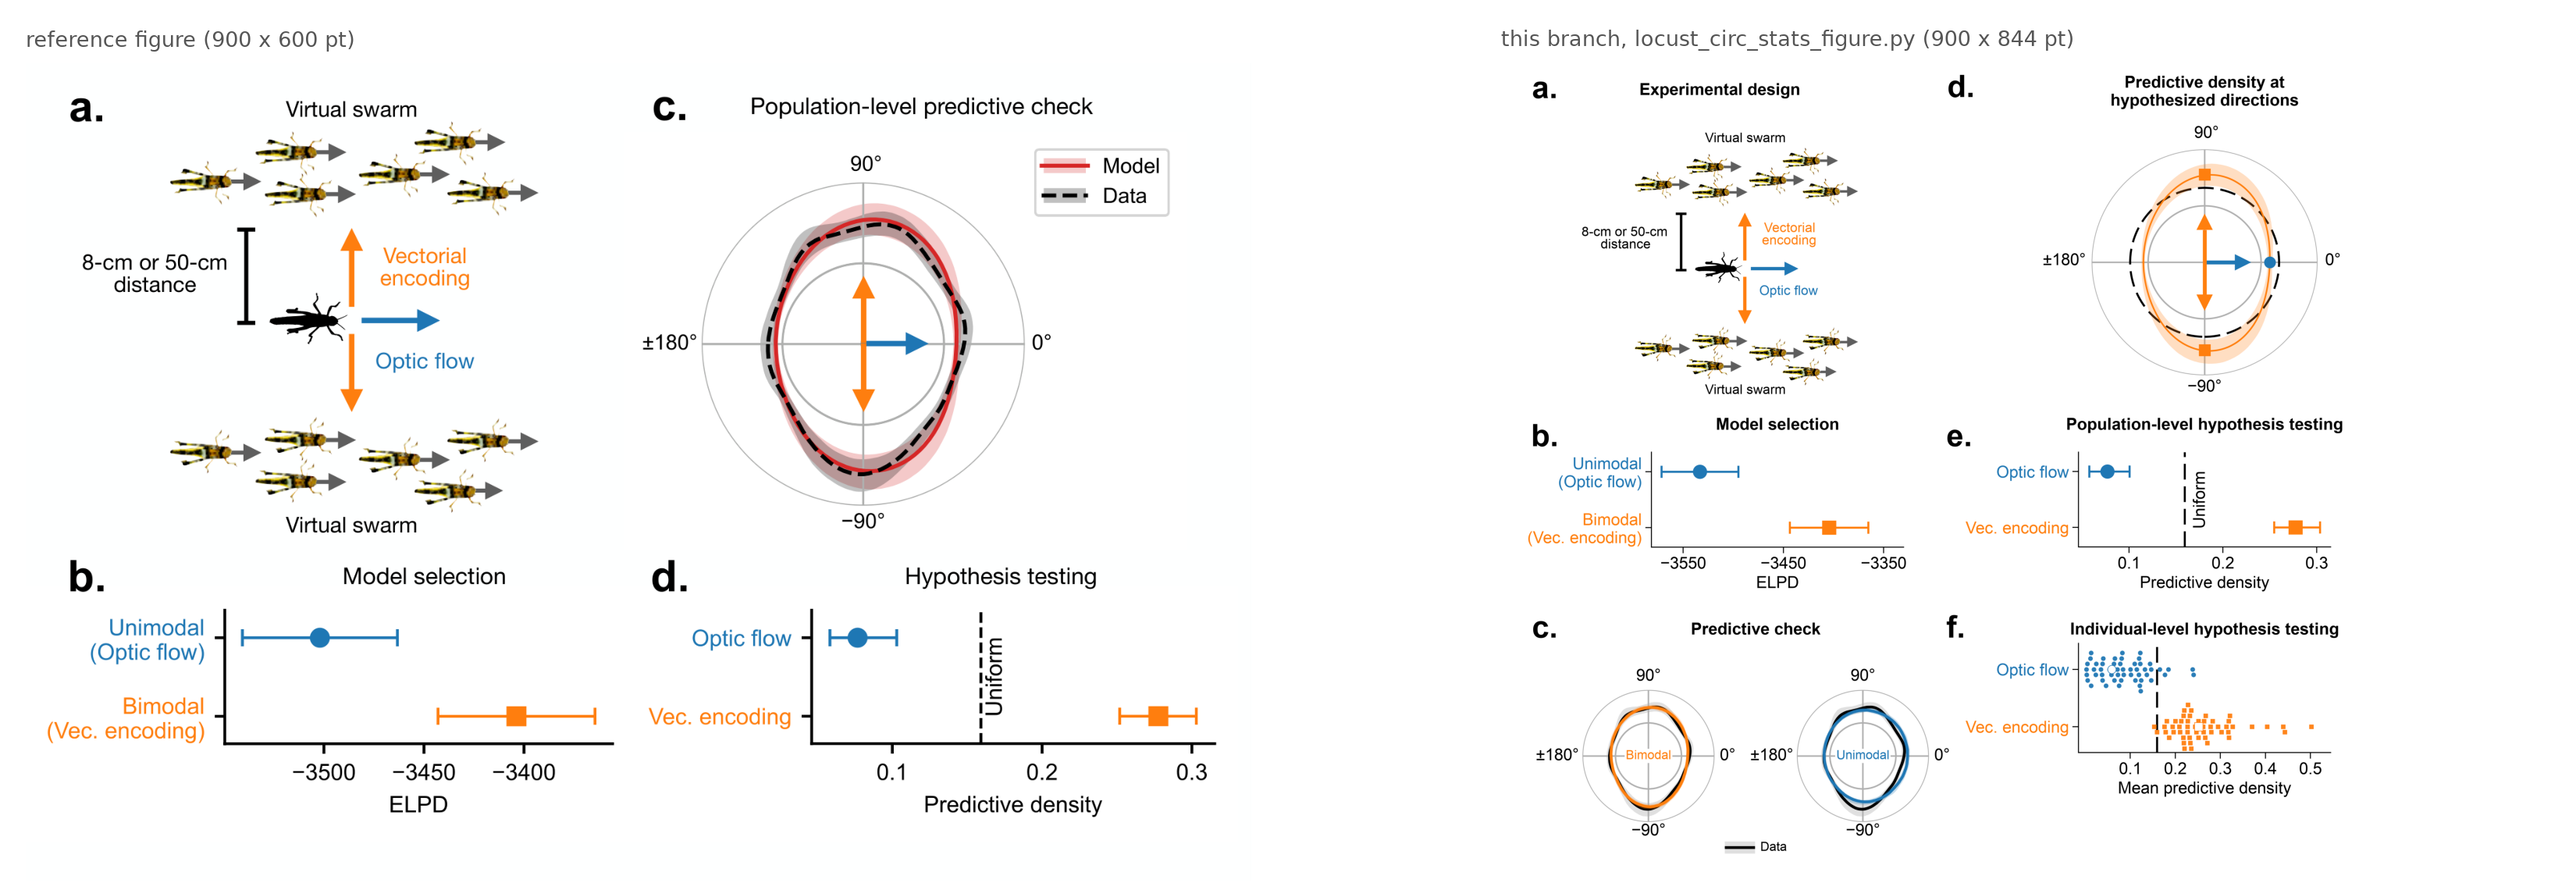 reference figure (900 x 600 pt)
a.
Virtual swarm
8-cm or 50-cm
distance
Vectorial
encoding
Optic flow
Virtual swarm
b.
Model selection
Unimodal
(Optic flow)
Bimodal
(Vec. encoding)
−3500
−3450
−3400
ELPD
c.
Population-level predictive check
Model
Data
90°
±180°
0°
−90°
d.
Hypothesis testing
Optic flow
Vec. encoding
Uniform
0.1
0.2
0.3
Predictive density
this branch, locust_circ_stats_figure.py (900 x 844 pt)
a.
Experimental design
Virtual swarm
8-cm or 50-cm
distance
Vectorial
encoding
Optic flow
Virtual swarm
b.
Model selection
Unimodal
(Optic flow)
Bimodal
(Vec. encoding)
−3550
−3450
−3350
ELPD
c.
Predictive check
90°
±180°
Bimodal
0°
−90°
90°
±180°
Unimodal
0°
−90°
Data
d.
Predictive density at
hypothesized directions
90°
±180°
0°
−90°
e.
Population-level hypothesis testing
Optic flow
Vec. encoding
Uniform
0.1
0.2
0.3
Predictive density
f.
Individual-level hypothesis testing
Optic flow
Vec. encoding
0.1
0.2
0.3
0.4
0.5
Mean predictive density